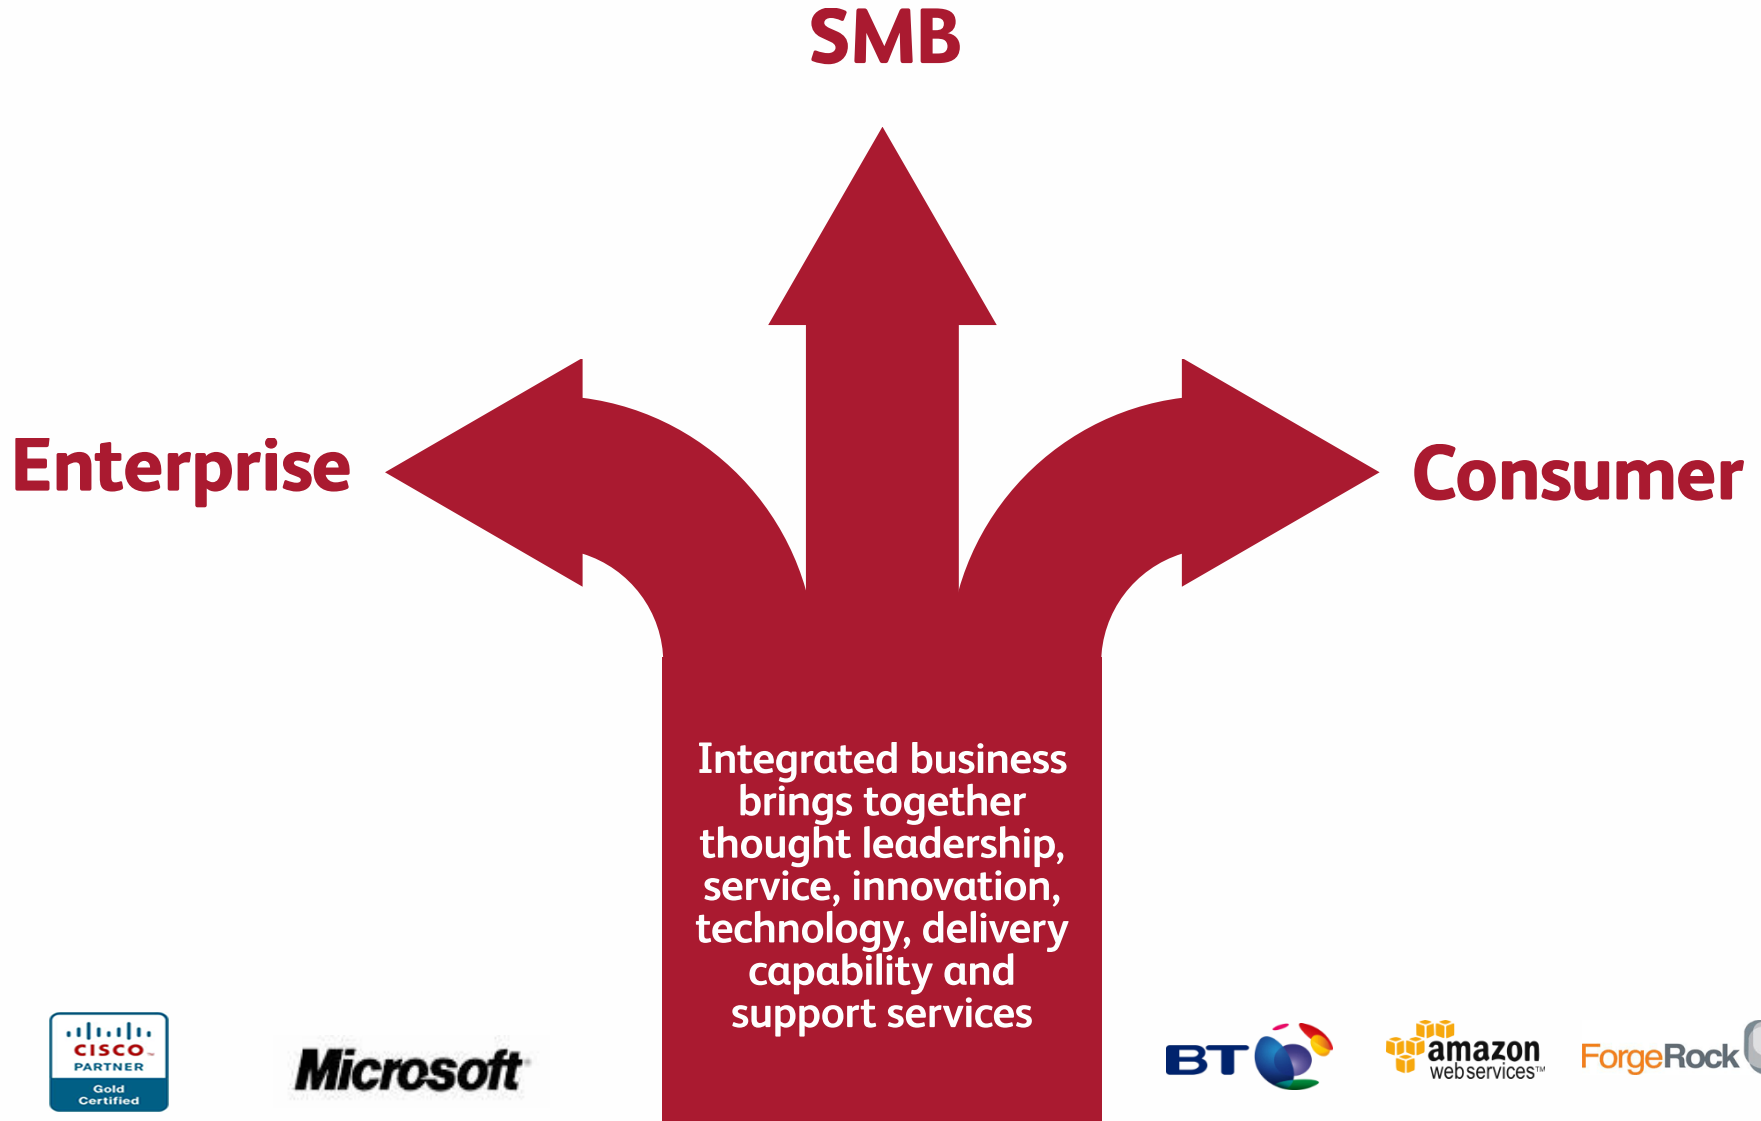 SMB
Enterprise
Consumer
Integrated business
brings together
thought leadership,
service, innovation,
technology, delivery
capability and
support services
CISCO™
PARTNER
Gold
Certified
Microsoft
BT
amazon
webservices™
ForgeRock